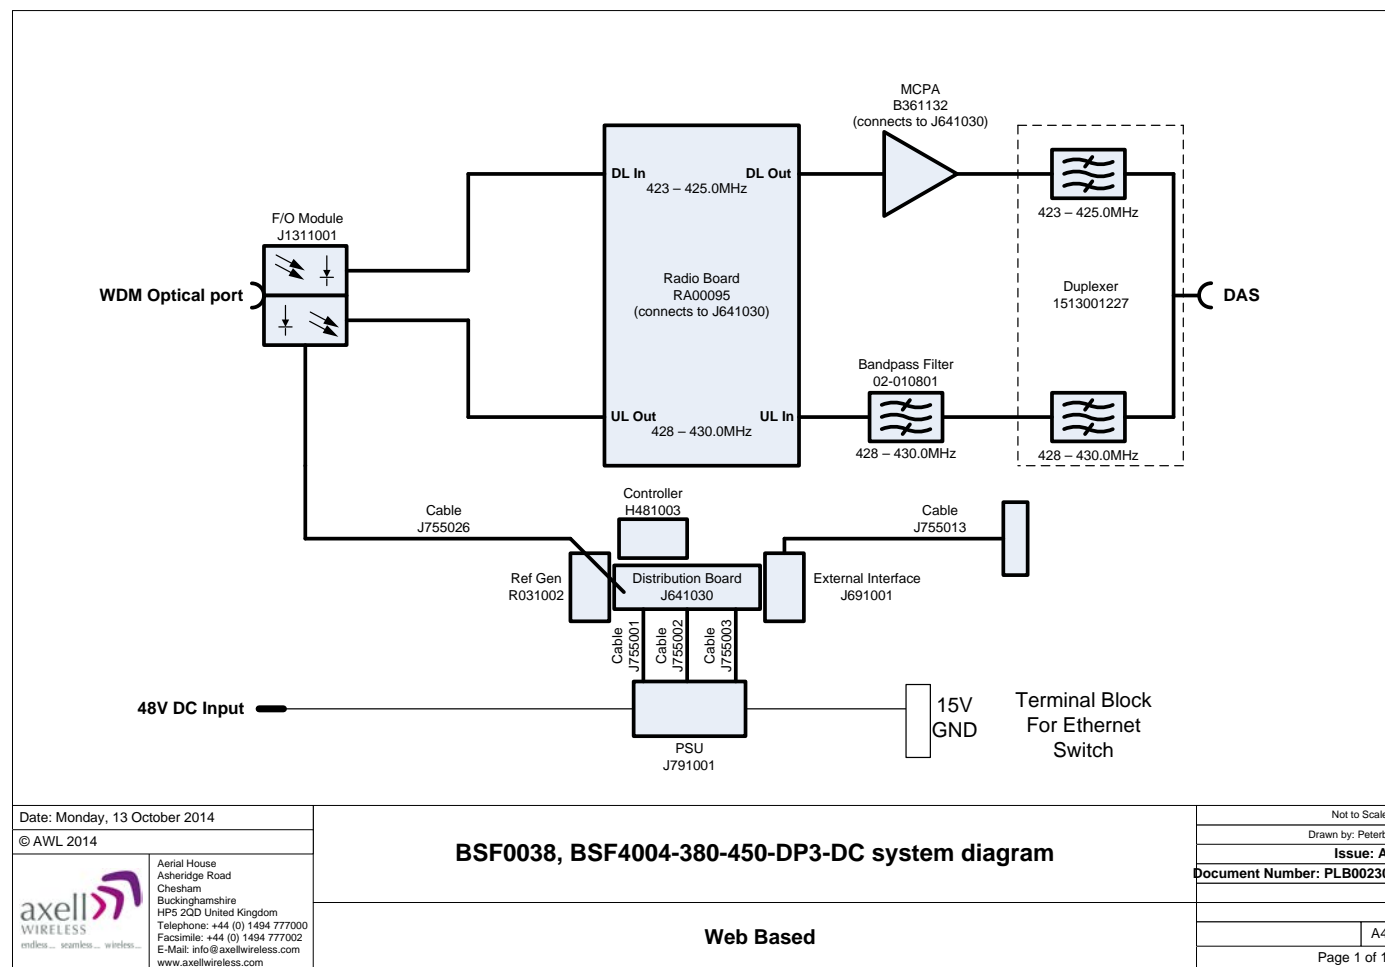 MCPA
B361132
(connects to J641030)
DL In
DL Out
423 – 425.0MHz
423 – 425.0MHz
F/O Module
J1311001
WDM Optical port
Radio Board
RA00095
(connects to J641030)
Duplexer
1513001227
DAS
Bandpass Filter
02-010801
UL Out
UL In
428 – 430.0MHz
428 – 430.0MHz
428 – 430.0MHz
Controller
H481003
Cable
J755026
Cable
J755013
Ref Gen
R031002
Distribution Board
J641030
External Interface
J691001
Cable
J755001
Cable
J755002
Cable
J755003
48V DC Input
15V
GND
Terminal Block
For Ethernet
Switch
PSU
J791001
Date: Monday, 13 October 2014
© AWL 2014
axell
WIRELESS
endless... seamless... wireless...
Aerial House
Asheridge Road
Chesham
Buckinghamshire
HP5 2QD United Kingdom
Telephone: +44 (0) 1494 777000
Facsimile: +44 (0) 1494 777002
E-Mail: info@axellwireless.com
www.axellwireless.com
BSF0038, BSF4004-380-450-DP3-DC system diagram
Web Based
Not to Scale
Drawn by: Peterb
Issue: A
Document Number: PLB00230
A4
Page 1 of 1